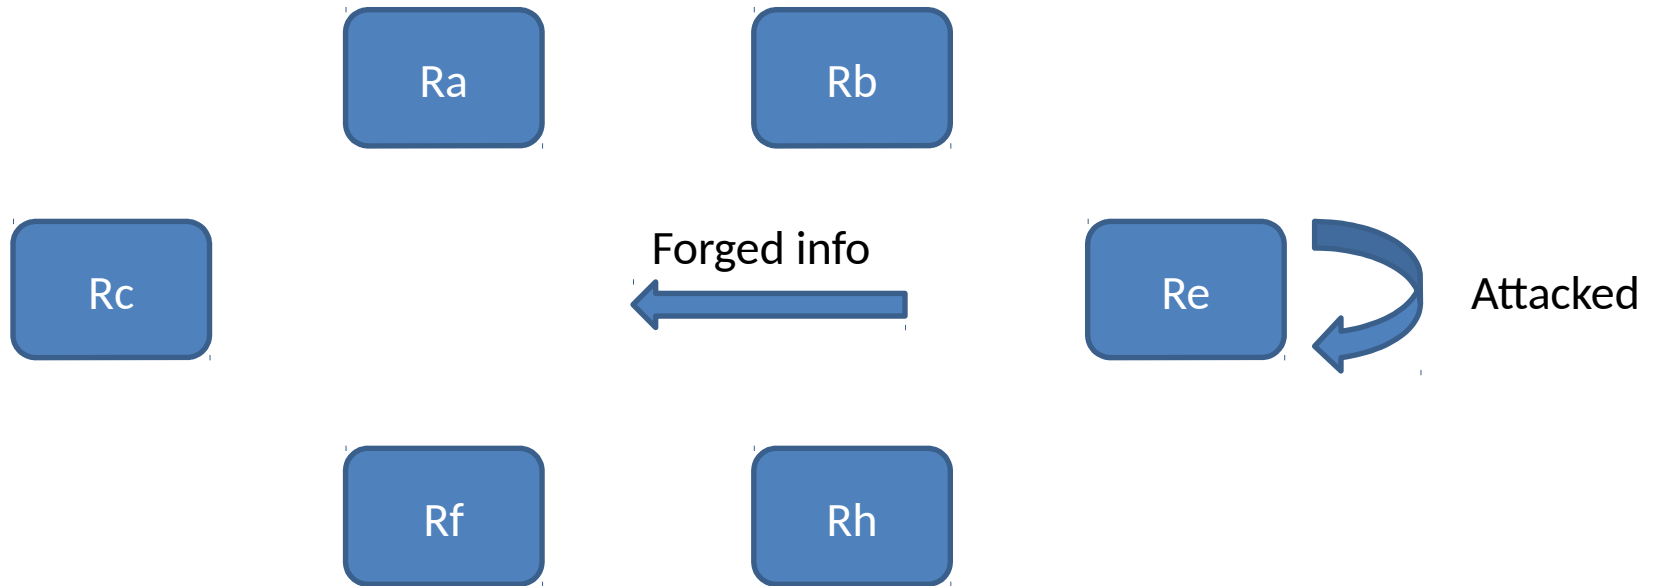 Ra
Rb
Forged info
Rc
Re
Attacked
Rf
Rh